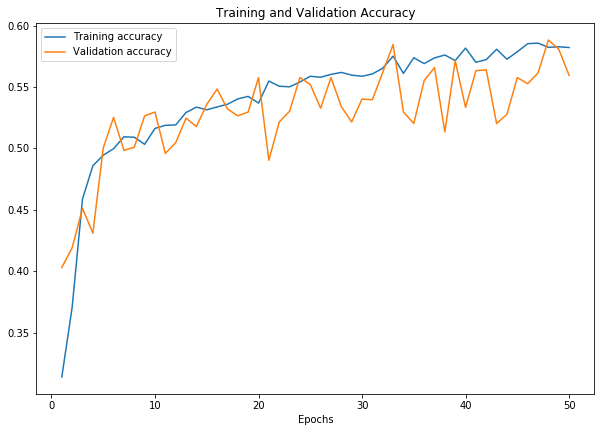 Training and Validation Accuracy
Training accuracy
Validation accuracy
0.60
0.55
0.50
0.45
0.40
0.35
0 10 20 30 40 50
Epochs